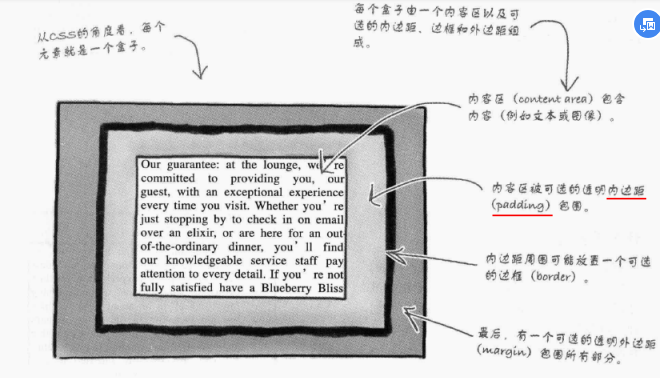 从CSS的角度看，每个
元素就是一个盒子。
每个盒子由一个内容区以及可
选的内边距、边框和外边距组
成。
内容区（content area）包含
内容（例如文本或图像）。
内容区被可选的透明内边距
(padding）包围。
内边距周围可能放置一个可选
的边框（border）。
最后，有一个可选的透明外边距
(margin）包围所有部分。
Our guarantee: at the lounge, we're
committed to providing you, our
guest, with an exceptional experience
every time you visit. Whether you're
just stopping by to check in on email
over an elixir, or are here for an out-
of-the-ordinary dinner, you'll find
our knowledgeable service staff pay
attention to every detail. If you're not
fully satisfied have a Blueberry Bliss